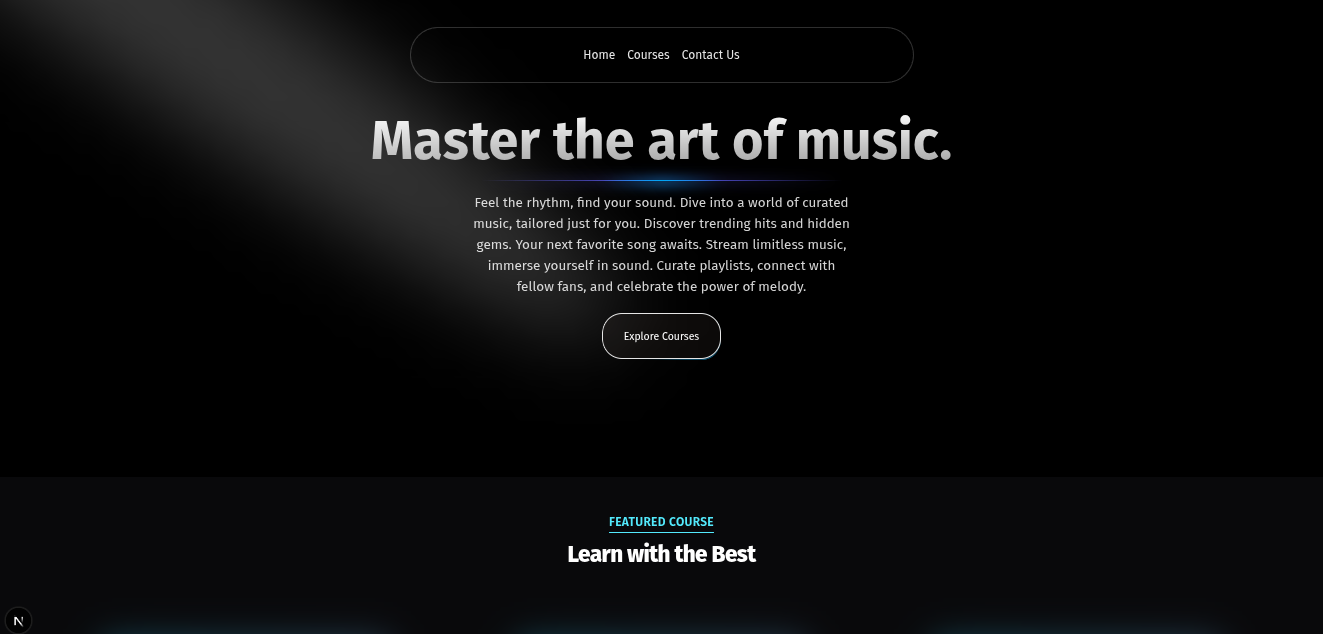 Home Courses Contact Us
Master the art of music.
Feel the rhythm, find your sound. Dive into a world of curated
music, tailored just for you. Discover trending hits and hidden
gems. Your next favorite song awaits. Stream limitless music,
immerse yourself in sound. Curate playlists, connect with
fellow fans, and celebrate the power of melody.
Explore Courses
FEATURED COURSE
Learn with the Best
N